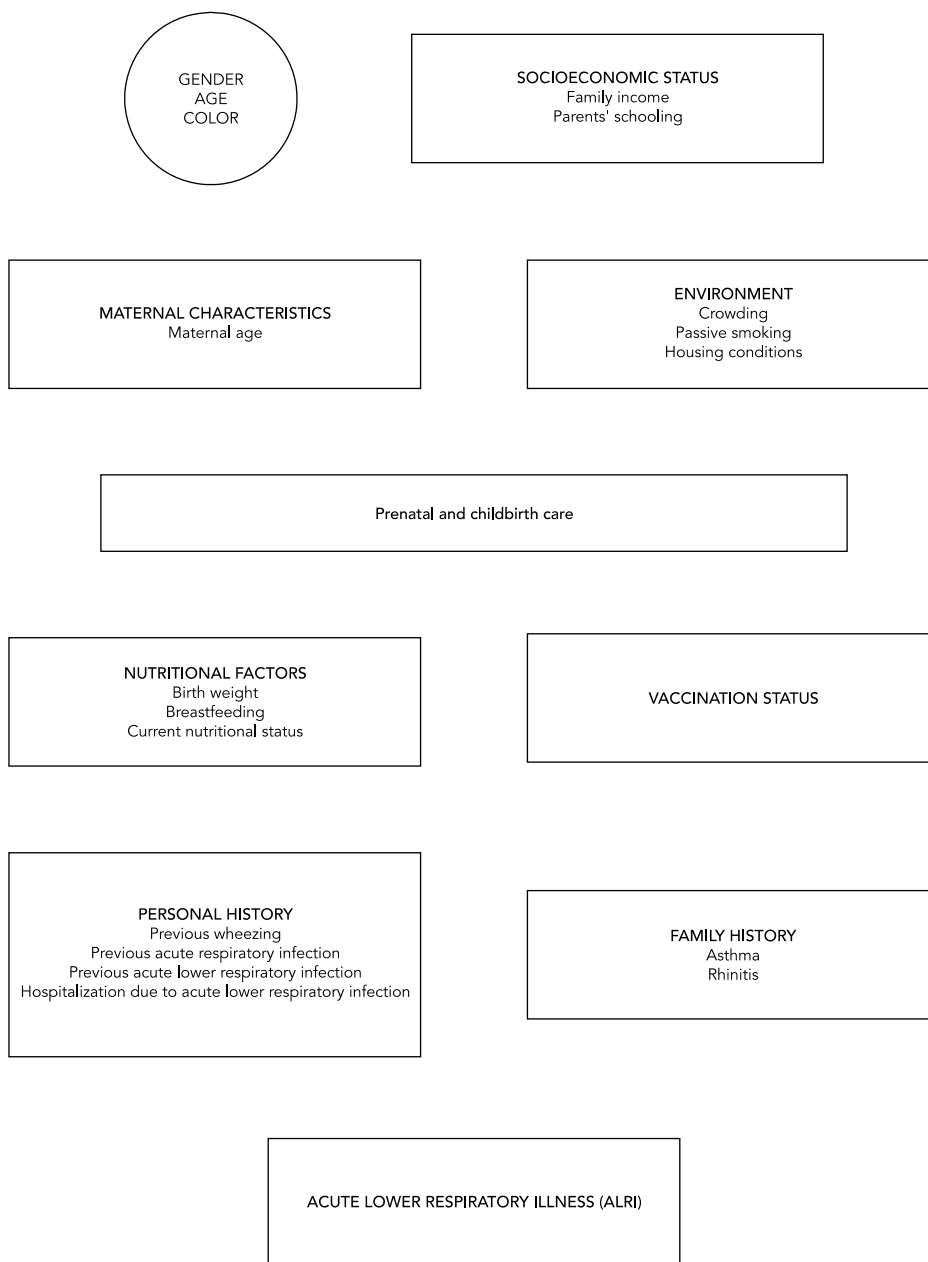 GENDER
AGE
COLOR
SOCIOECONOMIC STATUS
Family income
Parents' schooling
MATERNAL CHARACTERISTICS
Maternal age
ENVIRONMENT
Crowding
Passive smoking
Housing conditions
Prenatal and childbirth care
NUTRITIONAL FACTORS
Birth weight
Breastfeeding
Current nutritional status
VACCINATION STATUS
PERSONAL HISTORY
Previous wheezing
Previous acute respiratory infection
Previous acute lower respiratory infection
Hospitalization due to acute lower respiratory infection
FAMILY HISTORY
Asthma
Rhinitis
ACUTE LOWER RESPIRATORY ILLNESS (ALRI)